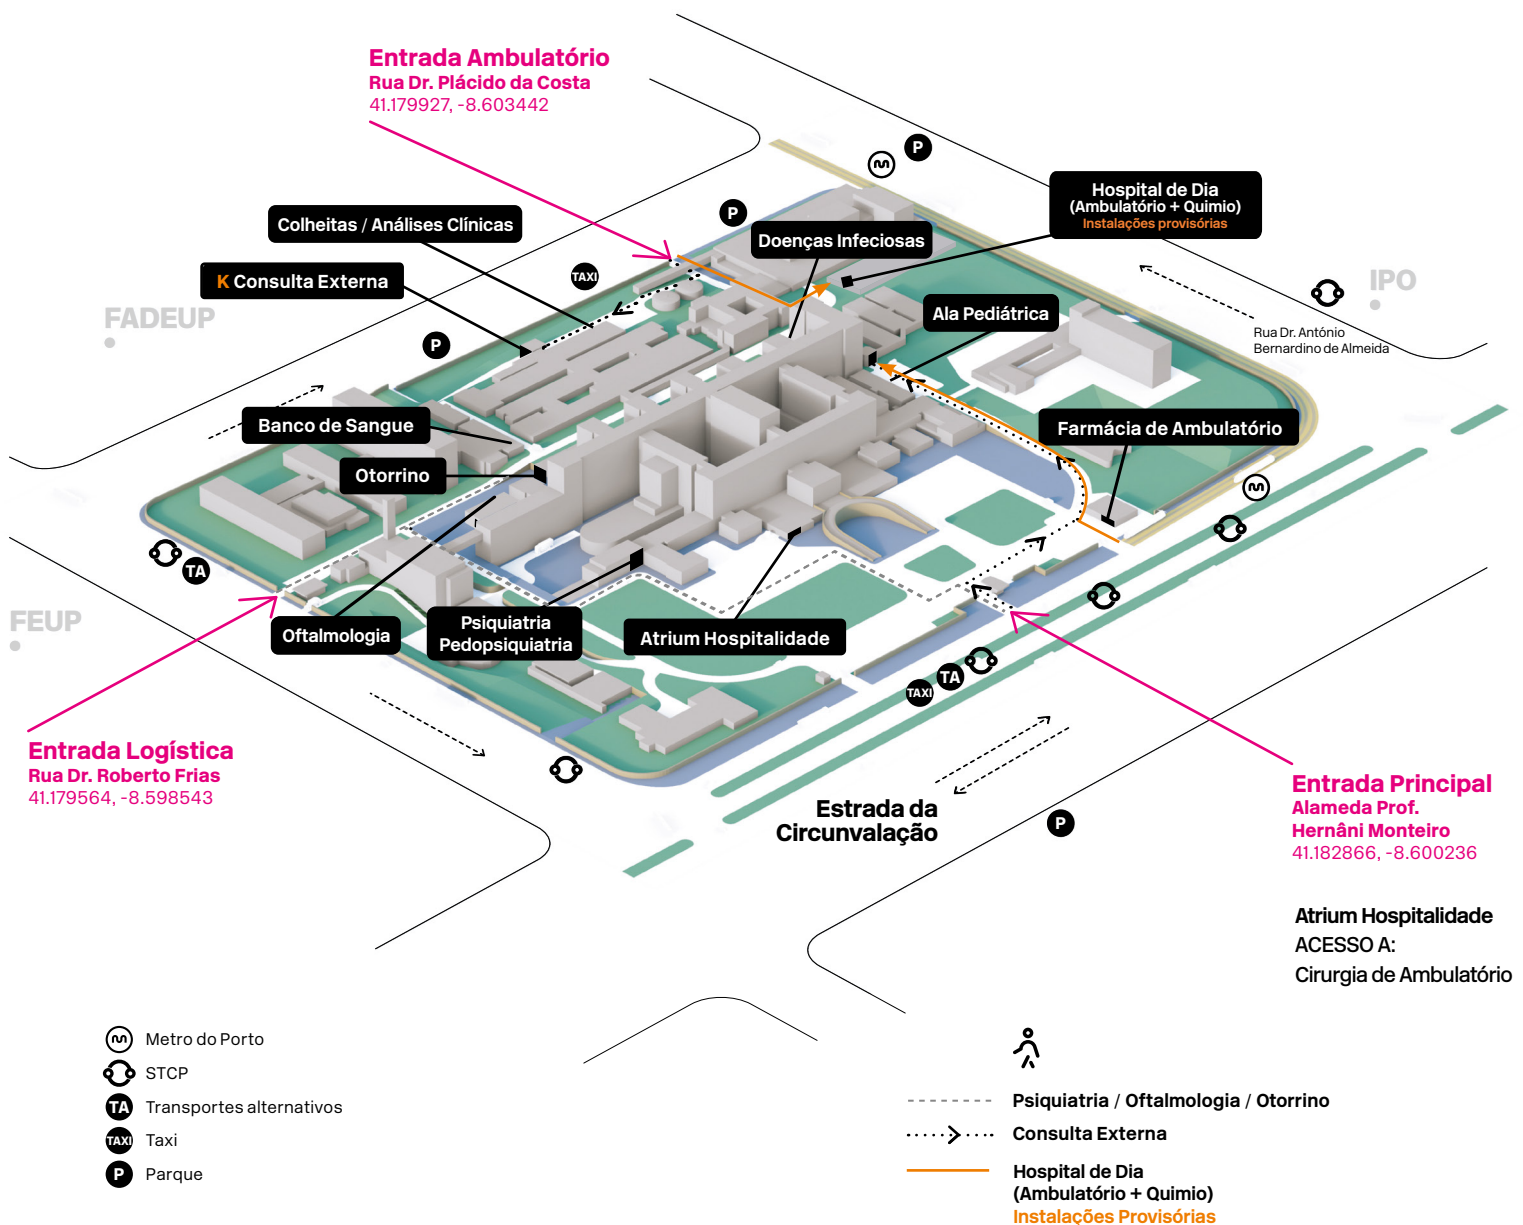 Entrada Ambulatório
Rua Dr. Plácido da Costa
41.179927, -8.603442
P
P
Hospital de Dia
(Ambulatório + Quimio)
Instalações provisórias
Colheitas / Análises Clínicas
Doenças Infeciosas
TAXI
K Consulta Externa
IPO
FADEUP
Ala Pediátrica
Rua Dr. António
Bernardino de Almeida
P
Banco de Sangue
Farmácia de Ambulatório
Otorrino
TA
FEUP
Oftalmologia
Psiquiatria
Pedopsiquiatria
Atrium Hospitalidade
TAXI
TA
Entrada Logística
Rua Dr. Roberto Frias
41.179564, -8.598543
Estrada da
Circunvalação
P
Entrada Principal
Alameda Prof.
Hernâni Monteiro
41.182866, -8.600236
Atrium Hospitalidade
ACESSO A:
Cirurgia de Ambulatório
Metro do Porto
STCP
TA Transportes alternativos
TAXI Taxi
P Parque
Psiquiatria / Oftalmologia / Otorrino
Consulta Externa
Hospital de Dia
(Ambulatório + Quimio)
Instalações Provisórias